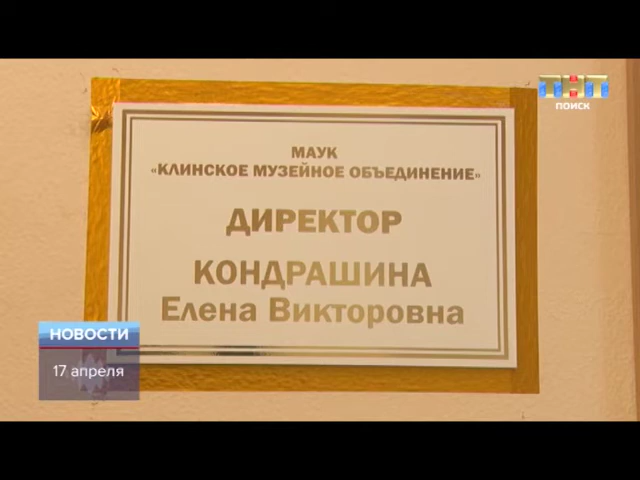 ТНТ
ПОИСК
МАУК
«КЛИНСКОЕ МУЗЕЙНОЕ ОБЪЕДИНЕНИЕ»
ДИРЕКТОР
КОНДРАШИНА
Елена Викторовна
НОВОСТИ
17 апреля